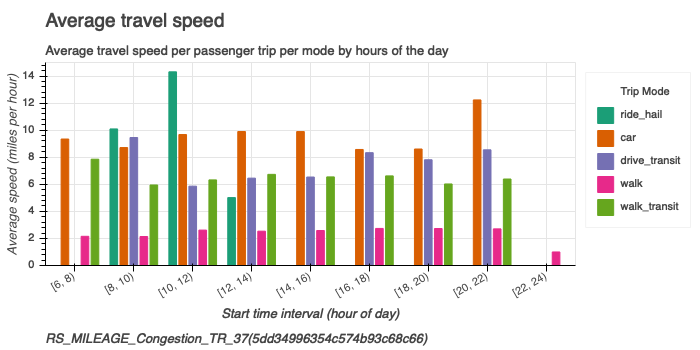 Average travel speed
Average travel speed per passenger trip per mode by hours of the day
Average speed (miles per hour)
14
12
10
8
6
4
2
0
[6, 8)
[8, 10)
[10, 12)
[12, 14)
[14, 16)
[16, 18)
[18, 20)
[20, 22)
[22, 24)
Start time interval (hour of day)
RS_MILEAGE_Congestion_TR_37(5dd34996354c574b93c68c66)
Trip Mode
ride_hail
car
drive_transit
walk
walk_transit